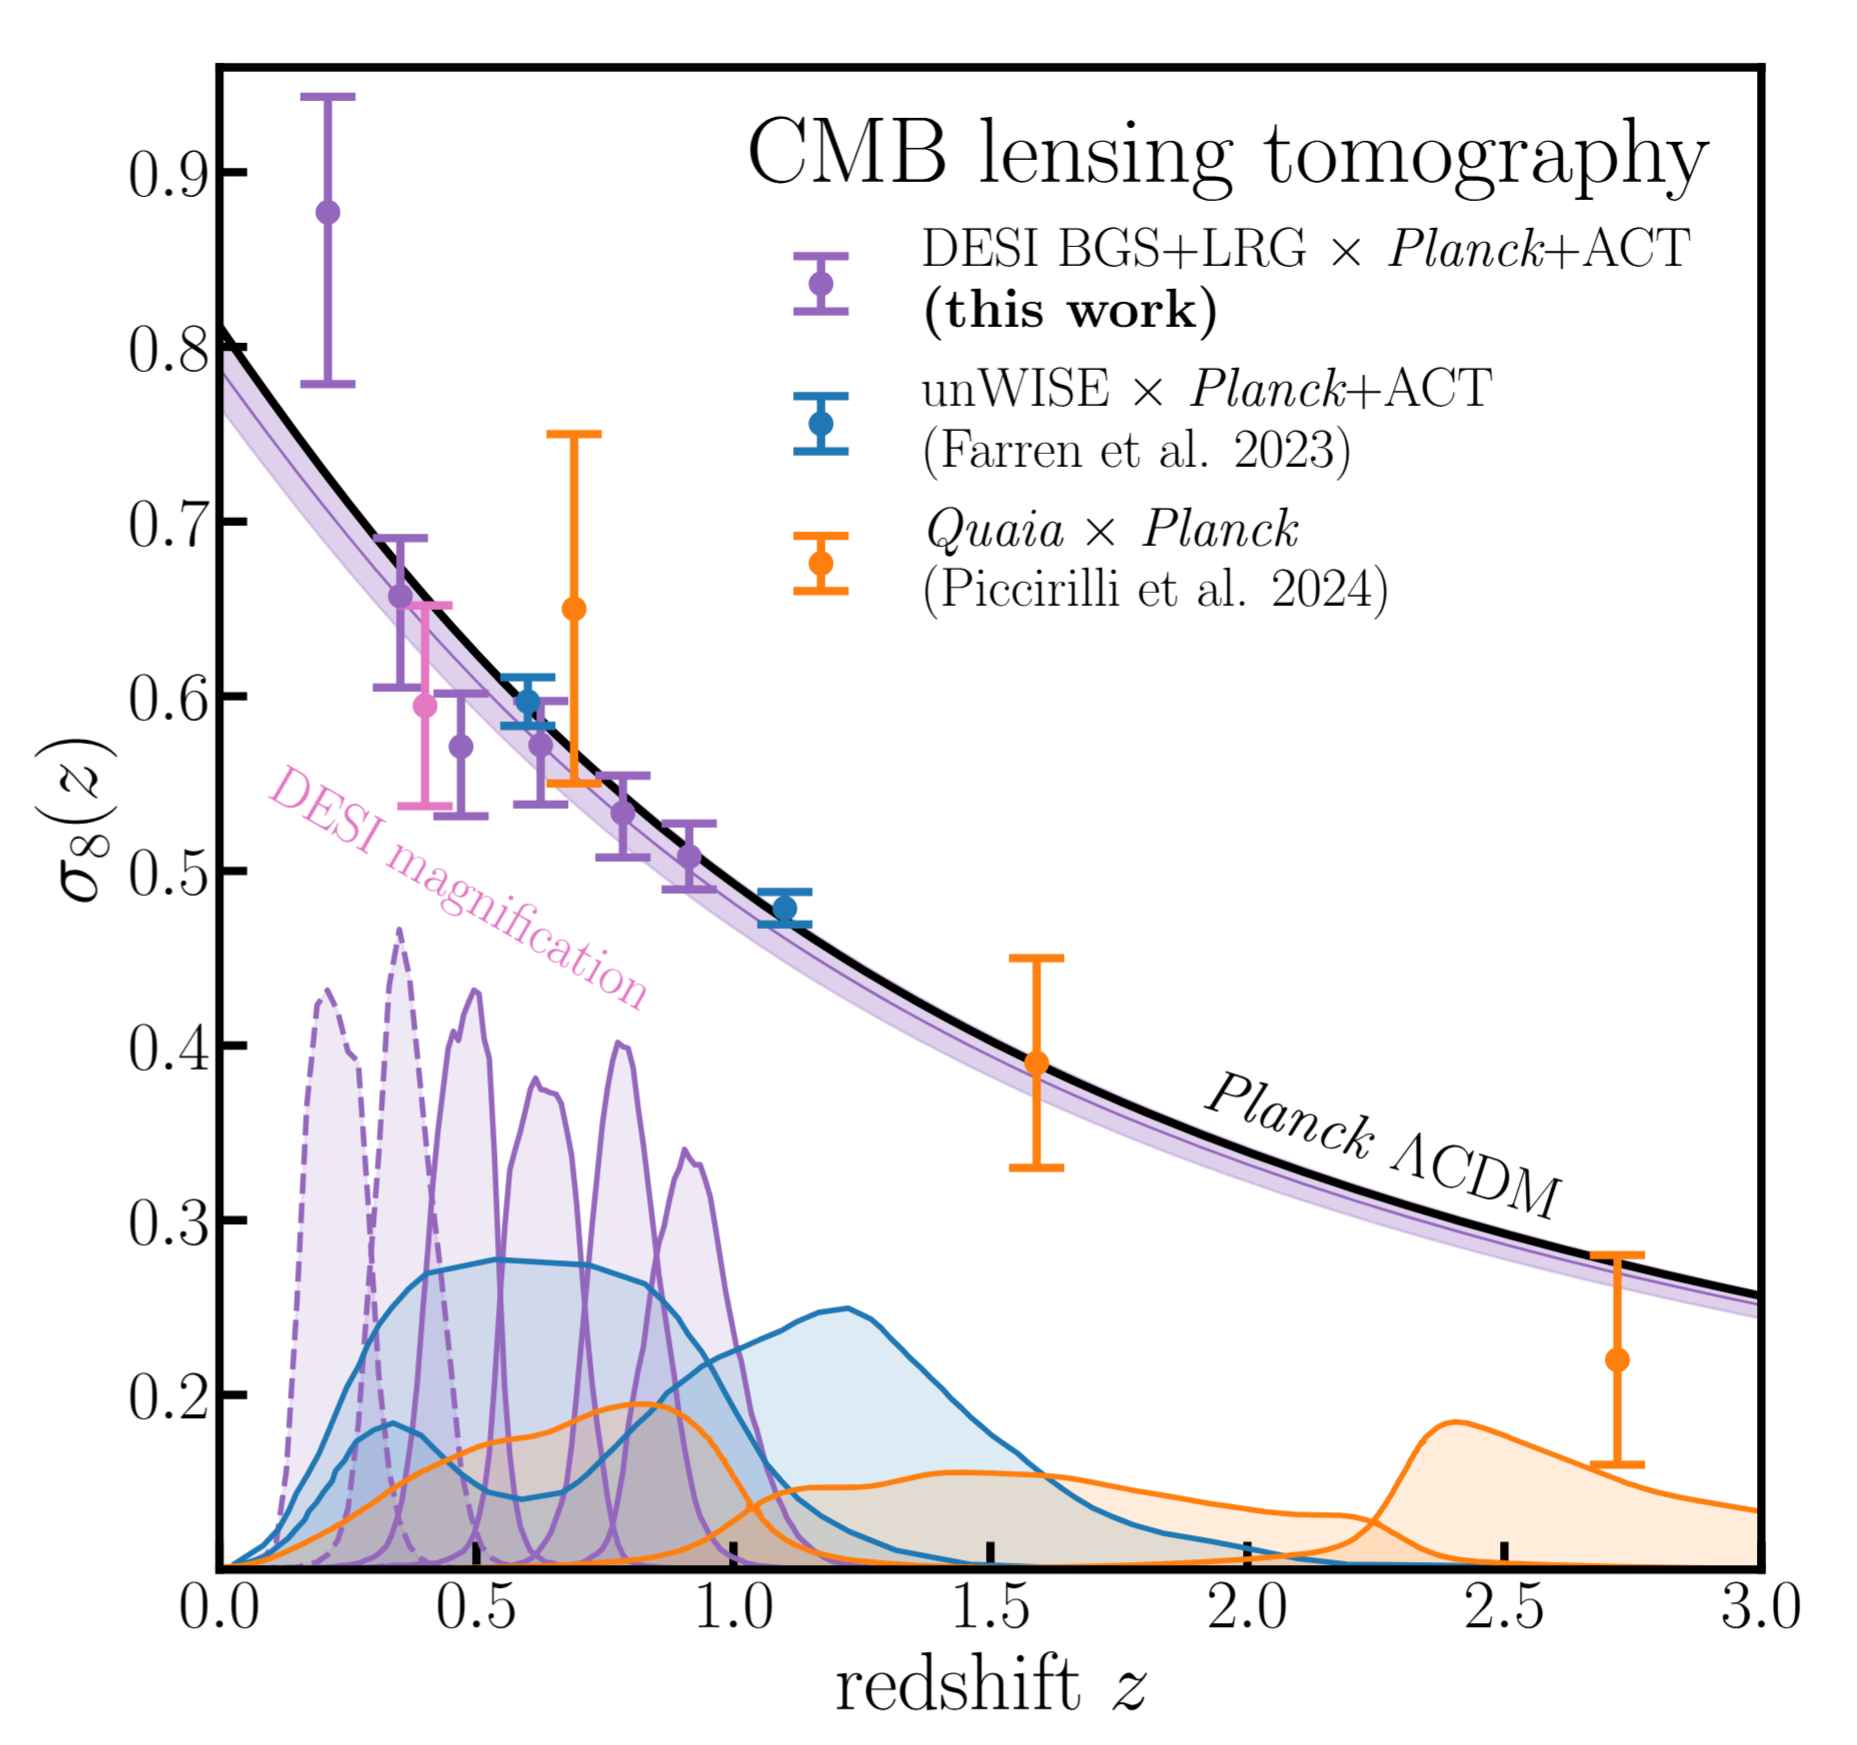 CMB lensing tomography
DESI BGS+LRG × Planck+ACT
(this work)
unWISE × Planck+ACT
(Farren et al. 2023)
Quaia × Planck
(Piccirilli et al. 2024)
0.9
0.8
0.7
0.6
0.5
0.4
0.3
0.2
σ₈(z)
DESI magnification
Planck ΛCDM
0.0 0.5 1.0 1.5 2.0 2.5 3.0
redshift z